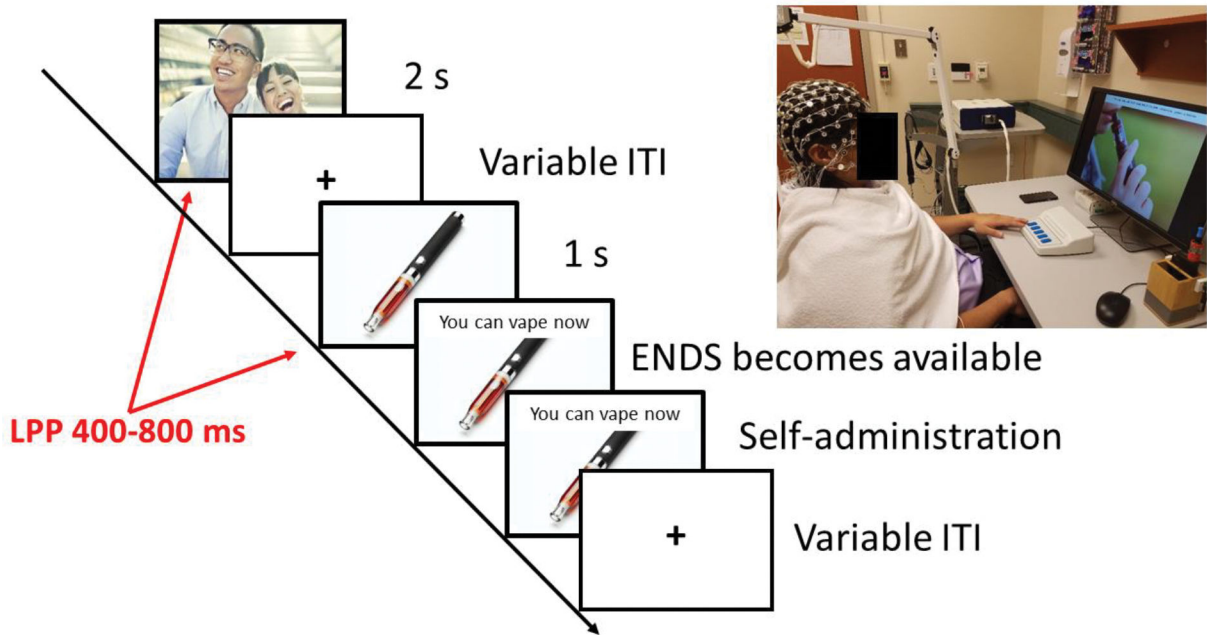 2 s
+
Variable ITI
1 s
You can vape now
ENDS becomes available
LPP 400-800 ms
You can vape now
Self-administration
+
Variable ITI